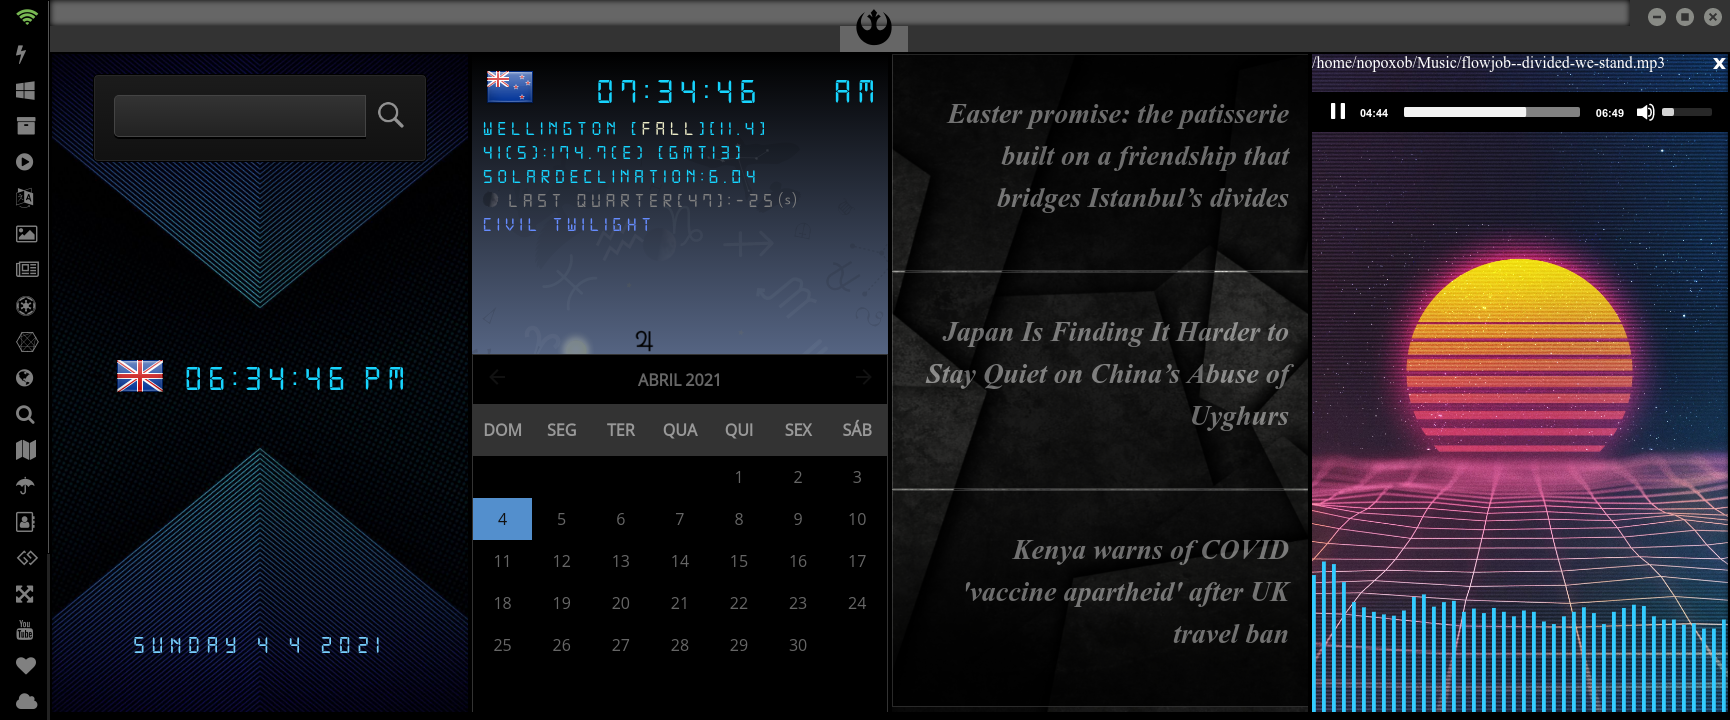 06:34:46 PM
SUNDAY 4 4 2021
07:34:46 AM
WELLINGTON [FALL][11.4]
41(S):174.7(E) [GMT13]
SOLARDECLINATION:6.04
LAST QUARTER[47]:-25(s)
CIVIL TWILIGHT
ABRIL 2021
DOM SEG TER QUA QUI SEX SÁB
1 2 3
4 5 6 7 8 9 10
11 12 13 14 15 16 17
18 19 20 21 22 23 24
25 26 27 28 29 30
Easter promise: the patisserie
built on a friendship that
bridges Istanbul’s divides
Japan Is Finding It Harder to
Stay Quiet on China’s Abuse of
Uyghurs
Kenya warns of COVID
'vaccine apartheid' after UK
travel ban
/home/nopoxob/Music/flowjob--divided-we-stand.mp3 x
04:44 06:49
You
Tube